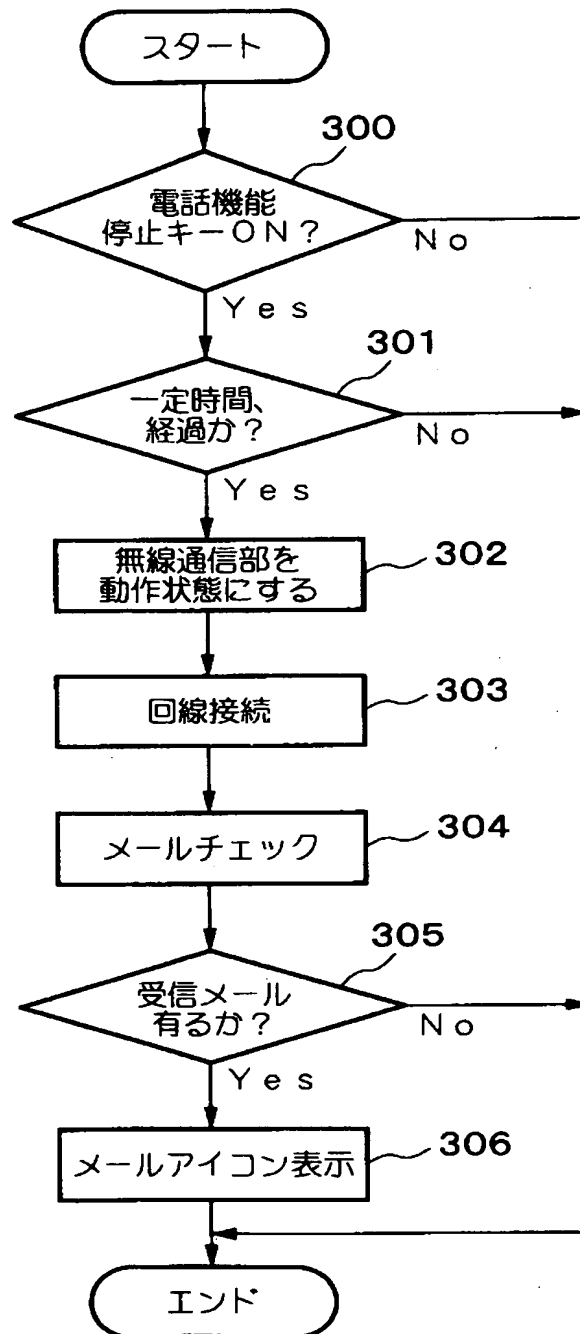 スタート
300
電話機能
停止キーON?
No
Yes
301
一定時間、
経過か?
No
Yes
302
無線通信部を
動作状態にする
303
回線接続
304
メールチェック
305
受信メール
有るか?
No
Yes
306
メールアイコン表示
エンド